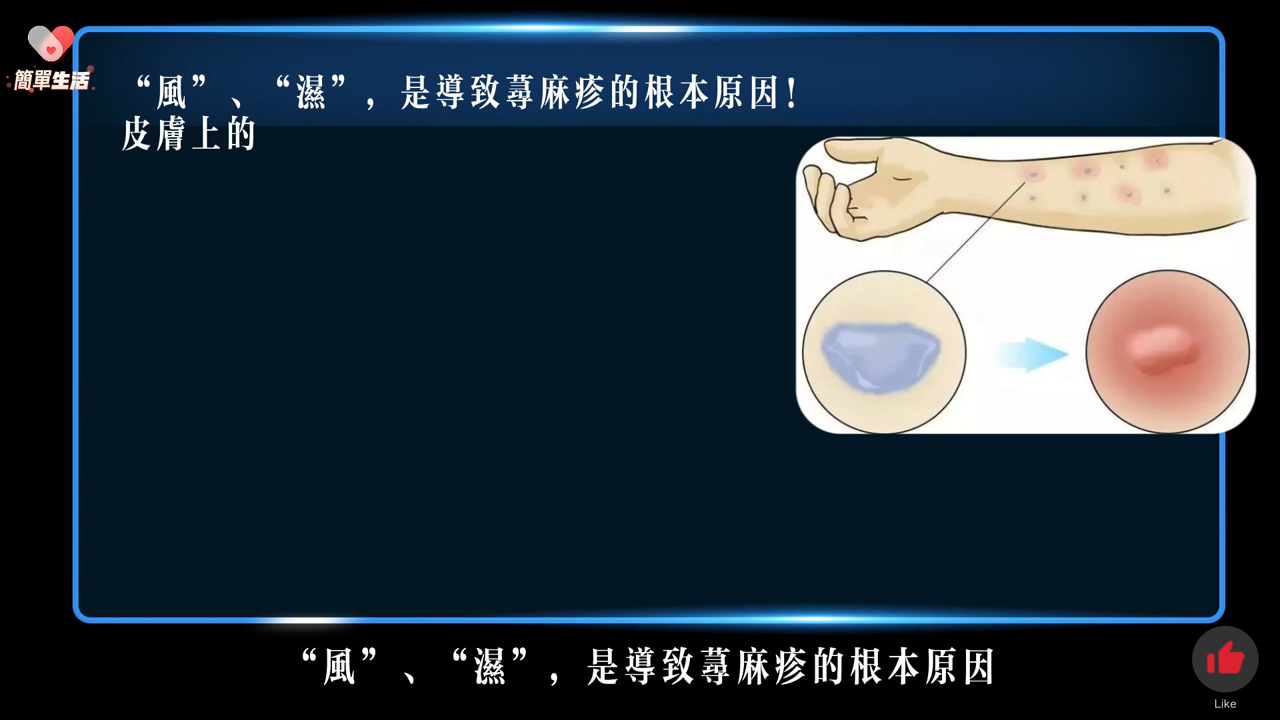 簡單生活
“風”、“濕”，是導致蕁麻疹的根本原因！
皮膚上的
“風”、“濕”，是導致蕁麻疹的根本原因
Like